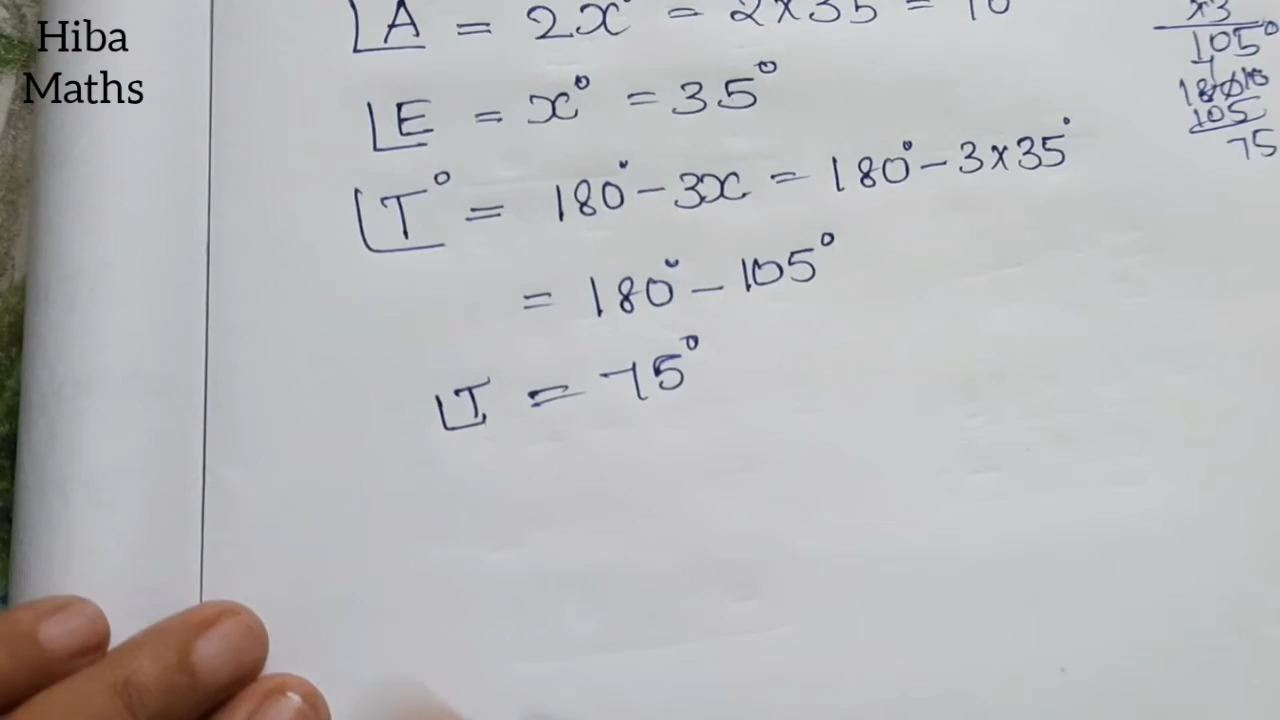 Hiba
Maths
∟A = 2x° = 2×35 = 70
∟E = x° = 35°
∟T° = 180° - 3x = 180° - 3×35°
= 180° - 105°
∟T = 75°
×3
105°
105
75